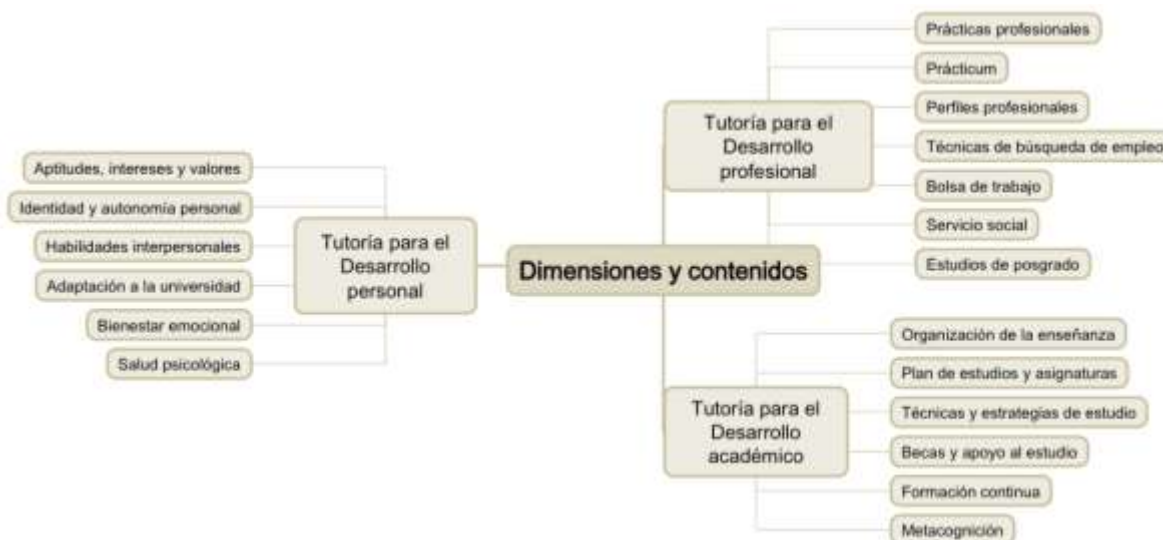 Aptitudes, intereses y valores
Identidad y autonomía personal
Habilidades interpersonales
Adaptación a la universidad
Bienestar emocional
Salud psicológica
Tutoría para el
Desarrollo
personal
Dimensiones y contenidos
Tutoría para el
Desarrollo
profesional
Prácticas profesionales
Prácticum
Perfiles profesionales
Técnicas de búsqueda de empleo
Bolsa de trabajo
Servicio social
Estudios de posgrado
Tutoría para el
Desarrollo
académico
Organización de la enseñanza
Plan de estudios y asignaturas
Técnicas y estrategias de estudio
Becas y apoyo al estudio
Formación continua
Metacognición